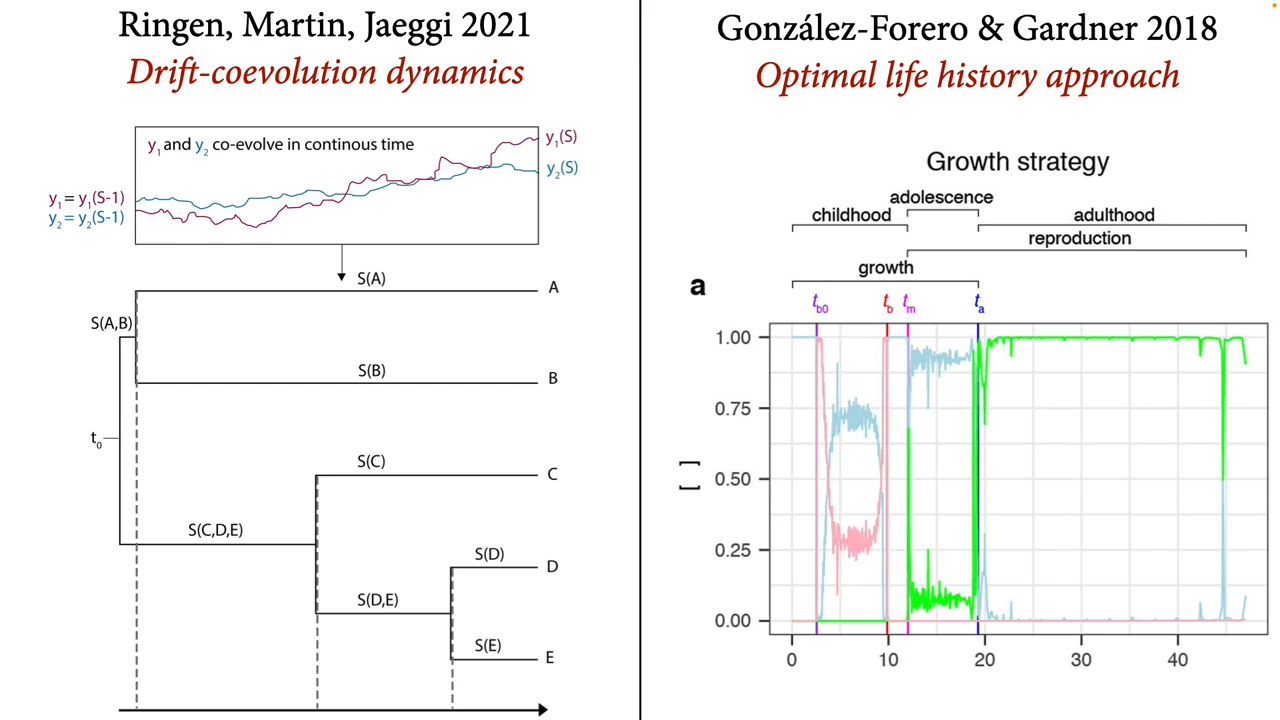 Ringen, Martin, Jaeggi 2021
Drift-coevolution dynamics
y1 and y2 co-evolve in continous time
y1(S)
y2(S)
y1 = y1(S-1)
y2 = y2(S-1)
S(A)
A
S(A,B)
S(B)
B
t0
S(C)
C
S(C,D,E)
S(D)
D
S(D,E)
S(E)
E
González-Forero & Gardner 2018
Optimal life history approach
Growth strategy
adolescence
childhood
adulthood
reproduction
growth
a
tb0
tb
tm
ta
1.00
0.75
0.50
0.25
0.00
[ ]
0 10 20 30 40